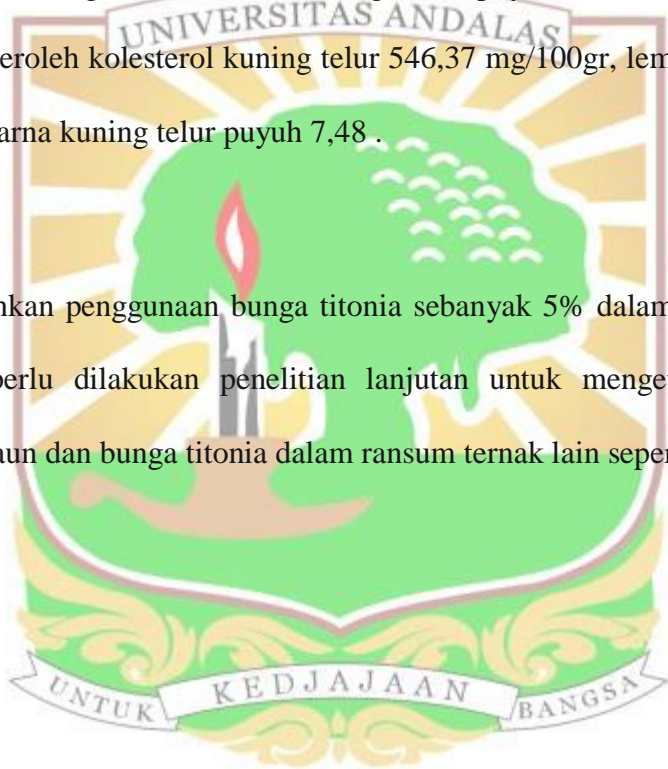 UNIVERSITAS ANDALAS
eroleh kolesterol kuning telur 546,37 mg/100gr, lem
arna kuning telur puyuh 7,48 .
nkan penggunaan bunga titonia sebanyak 5% dalam
perlu dilakukan penelitian lanjutan untuk menge
aun dan bunga titonia dalam ransum ternak lain seper
UNTUK KEDJAJAAN BANGSA